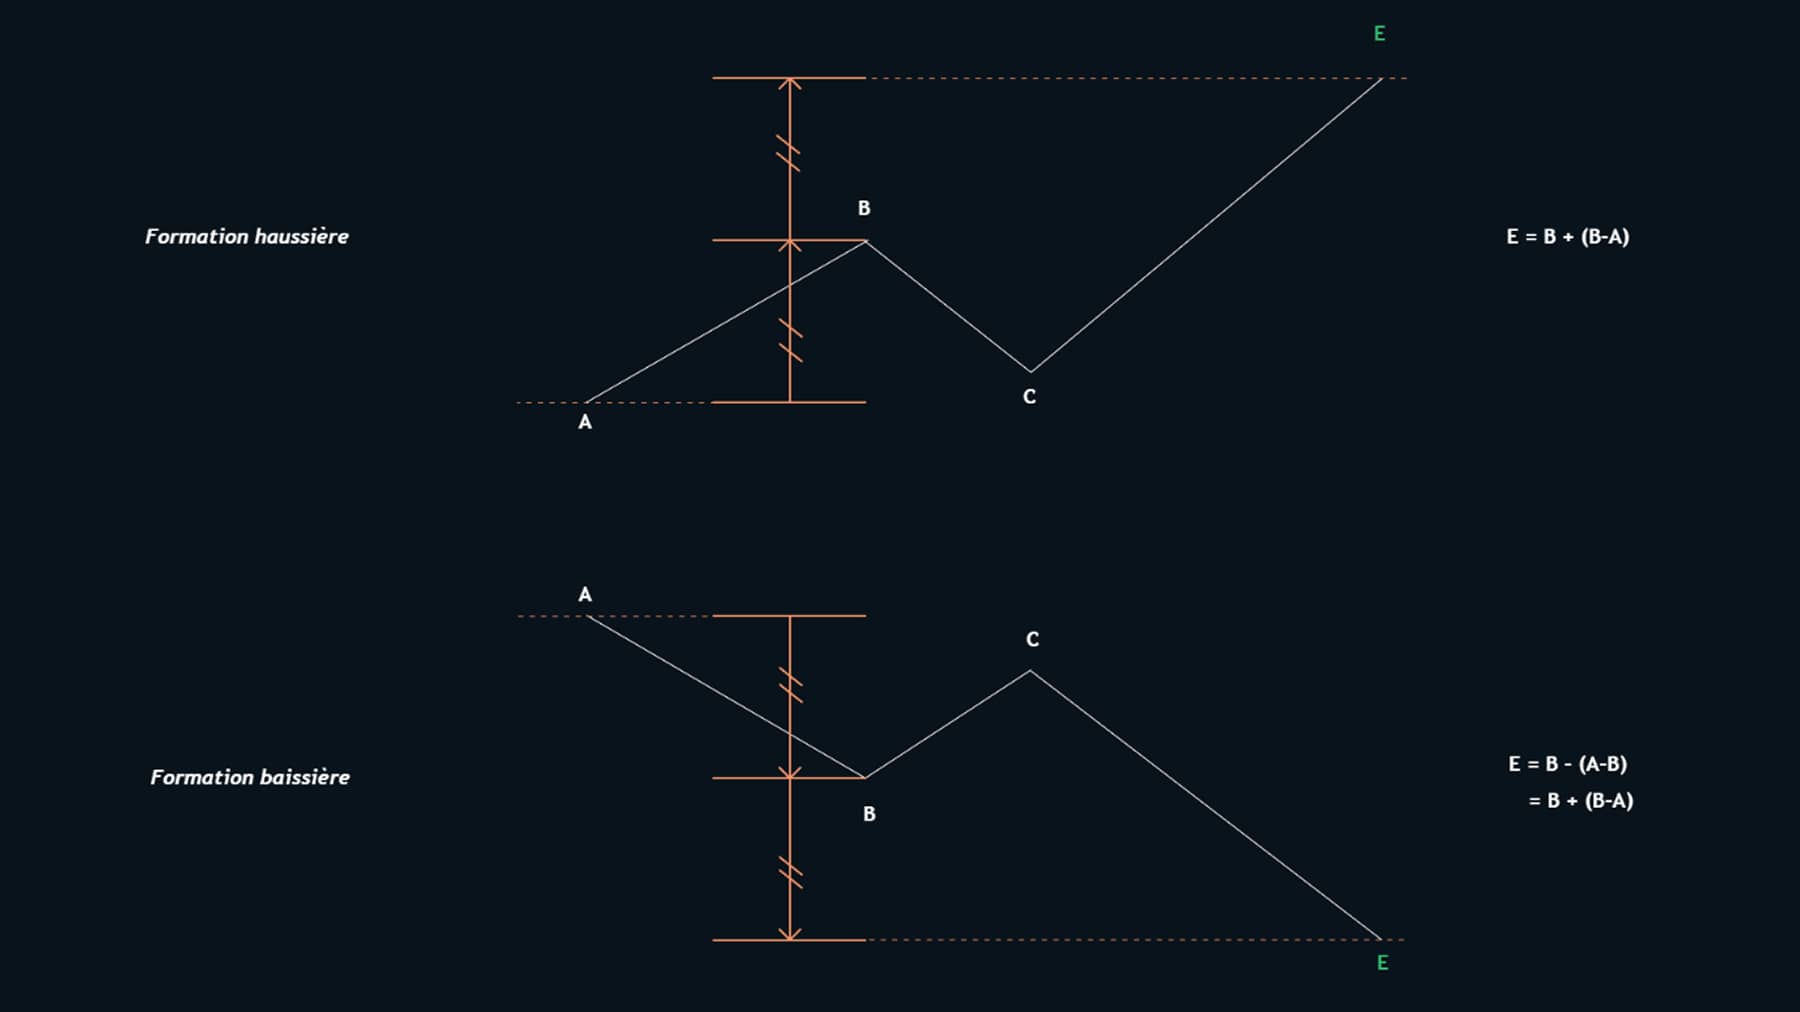 E
B
Formation haussière
E = B + (B-A)
C
A
A
C
E = B - (A-B)
Formation baissière
= B + (B-A)
B
E